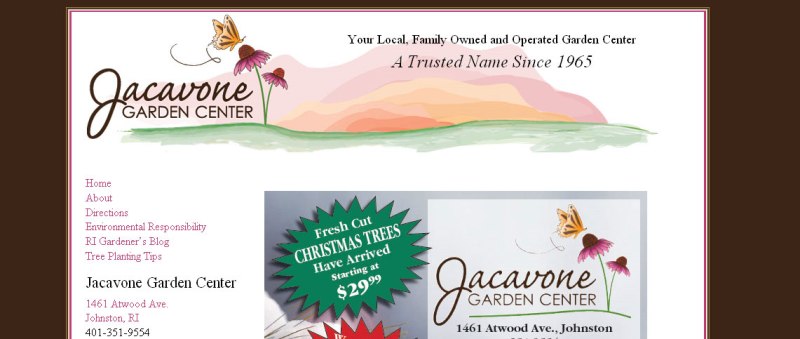 Your Local, Family Owned and Operated Garden Center
A Trusted Name Since 1965
Jacavone
GARDEN CENTER
Home
About
Directions
Environmental Responsibility
RI Gardener's Blog
Tree Planting Tips
Jacavone Garden Center
1461 Atwood Ave.
Johnston, RI
401-351-9554
Fresh Cut
CHRISTMAS TREES
Have Arrived
Starting at
$29.99
Jacavone
GARDEN CENTER
1461 Atwood Ave., Johnston